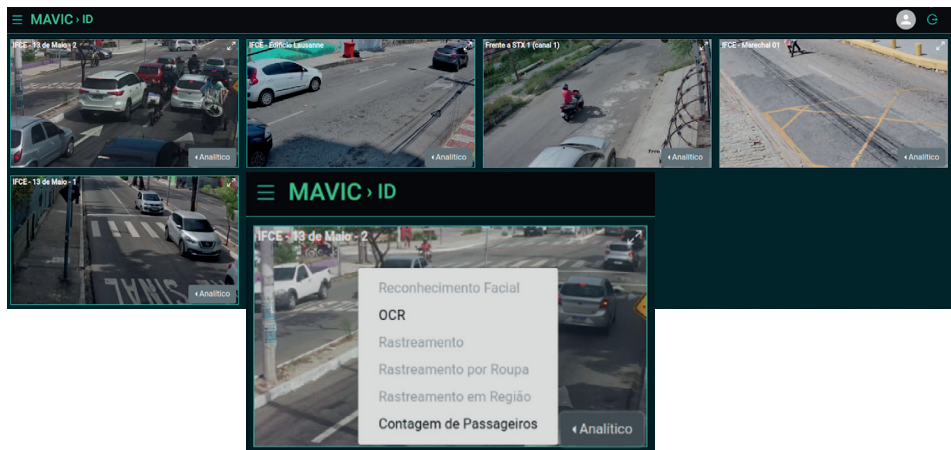 MAVIC › ID
IFCE - 13 de Maio - 2
Analítico
IFCE - Edifício Lausanne
Analítico
Frente a STX 1 (canal 1)
Analítico
IFCE - Marechal 01
Analítico
IFCE - 13 de Maio - 1
Analítico
MAVIC › ID
IFCE - 13 de Maio - 2
Reconhecimento Facial
OCR
Rastreamento
Rastreamento por Roupa
Rastreamento em Região
Contagem de Passageiros
Analítico